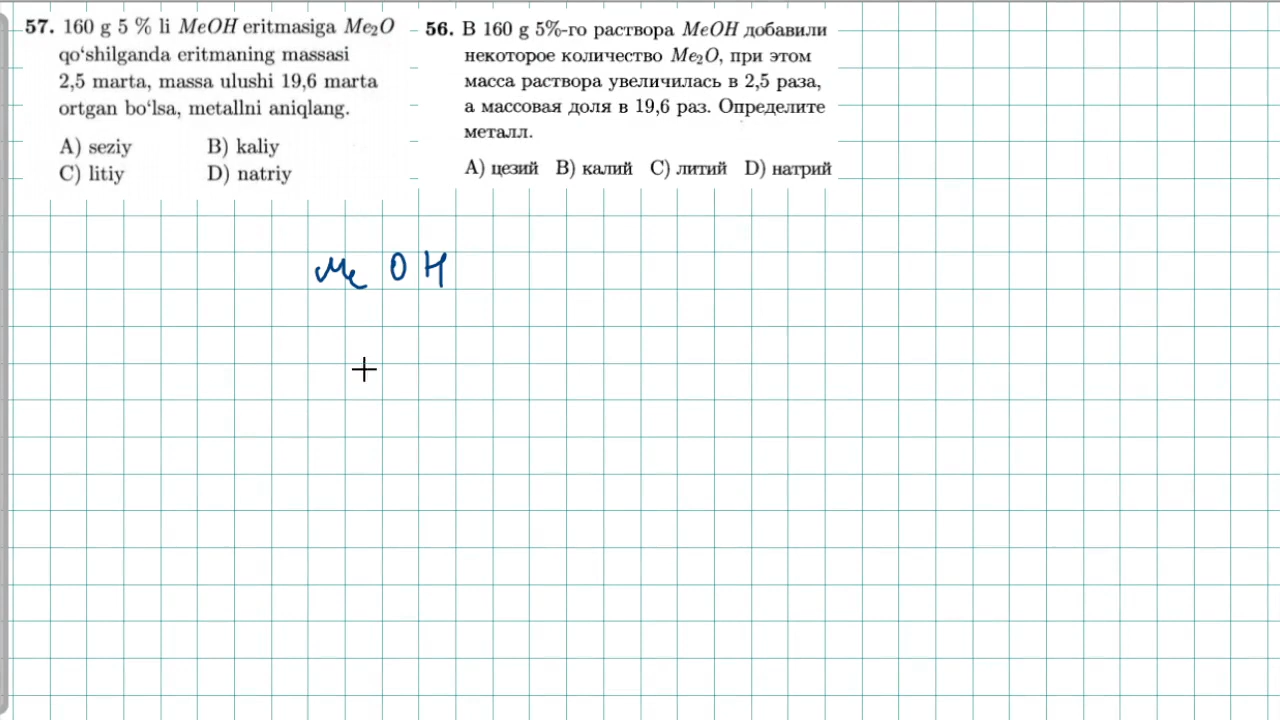 57. 160 g 5 % li MeOH eritmasiga Me₂O
qo‘shilganda eritmaning massasi
2,5 marta, massa ulushi 19,6 marta
ortgan bo‘lsa, metallni aniqlang.
A) seziy B) kaliy
C) litiy D) natriy
56. В 160 g 5%-го раствора MeOH добавили
некоторое количество Me₂O, при этом
масса раствора увеличилась в 2,5 раза,
а массовая доля в 19,6 раз. Определите
металл.
A) цезий B) калий C) литий D) натрий
Me OH